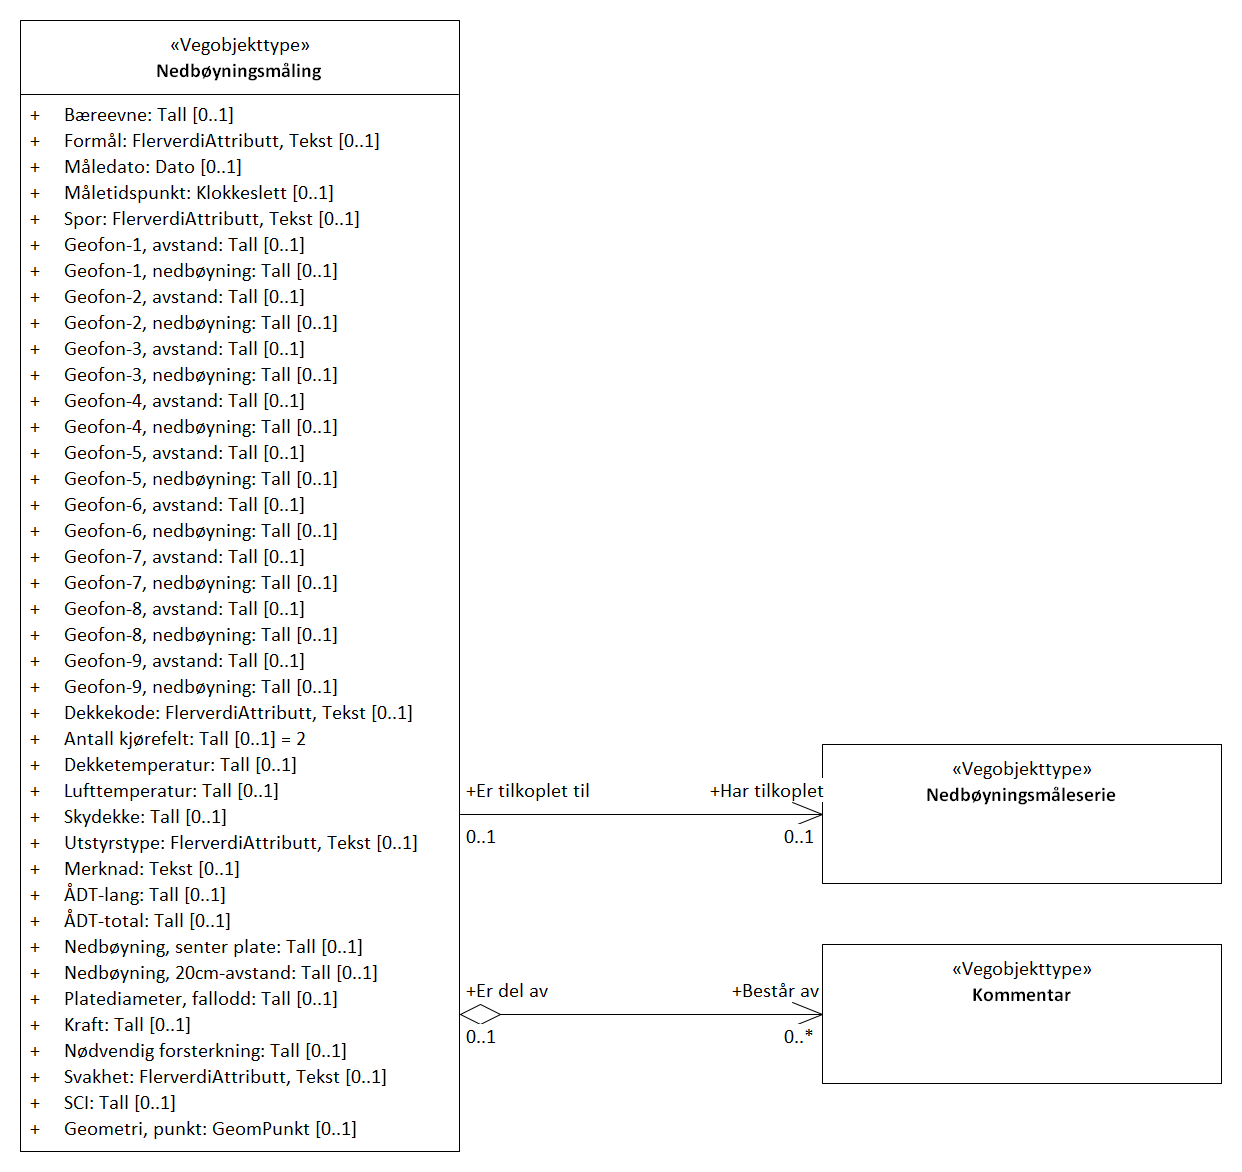 «Vegobjekttype»
Nedbøyningsmåling
+ Bæreevne: Tall [0..1]
+ Formål: FlerverdiAttributt, Tekst [0..1]
+ Måledato: Dato [0..1]
+ Måletidspunkt: Klokkeslett [0..1]
+ Spor: FlerverdiAttributt, Tekst [0..1]
+ Geofon-1, avstand: Tall [0..1]
+ Geofon-1, nedbøyning: Tall [0..1]
+ Geofon-2, avstand: Tall [0..1]
+ Geofon-2, nedbøyning: Tall [0..1]
+ Geofon-3, avstand: Tall [0..1]
+ Geofon-3, nedbøyning: Tall [0..1]
+ Geofon-4, avstand: Tall [0..1]
+ Geofon-4, nedbøyning: Tall [0..1]
+ Geofon-5, avstand: Tall [0..1]
+ Geofon-5, nedbøyning: Tall [0..1]
+ Geofon-6, avstand: Tall [0..1]
+ Geofon-6, nedbøyning: Tall [0..1]
+ Geofon-7, avstand: Tall [0..1]
+ Geofon-7, nedbøyning: Tall [0..1]
+ Geofon-8, avstand: Tall [0..1]
+ Geofon-8, nedbøyning: Tall [0..1]
+ Geofon-9, avstand: Tall [0..1]
+ Geofon-9, nedbøyning: Tall [0..1]
+ Dekkekode: FlerverdiAttributt, Tekst [0..1]
+ Antall kjørefelt: Tall [0..1] = 2
+ Dekketemperatur: Tall [0..1]
+ Lufttemperatur: Tall [0..1]
+ Skydekke: Tall [0..1]
+ Utstyrstype: FlerverdiAttributt, Tekst [0..1]
+ Merknad: Tekst [0..1]
+ ÅDT-lang: Tall [0..1]
+ ÅDT-total: Tall [0..1]
+ Nedbøyning, senter plate: Tall [0..1]
+ Nedbøyning, 20cm-avstand: Tall [0..1]
+ Platediameter, fallodd: Tall [0..1]
+ Kraft: Tall [0..1]
+ Nødvendig forsterkning: Tall [0..1]
+ Svakhet: FlerverdiAttributt, Tekst [0..1]
+ SCI: Tall [0..1]
+ Geometri, punkt: GeomPunkt [0..1]
+Er tilkoplet til +Har tilkoplet
0..1 0..1
«Vegobjekttype»
Nedbøyningsmåleserie
+Er del av +Består av
0..1 0..*
«Vegobjekttype»
Kommentar